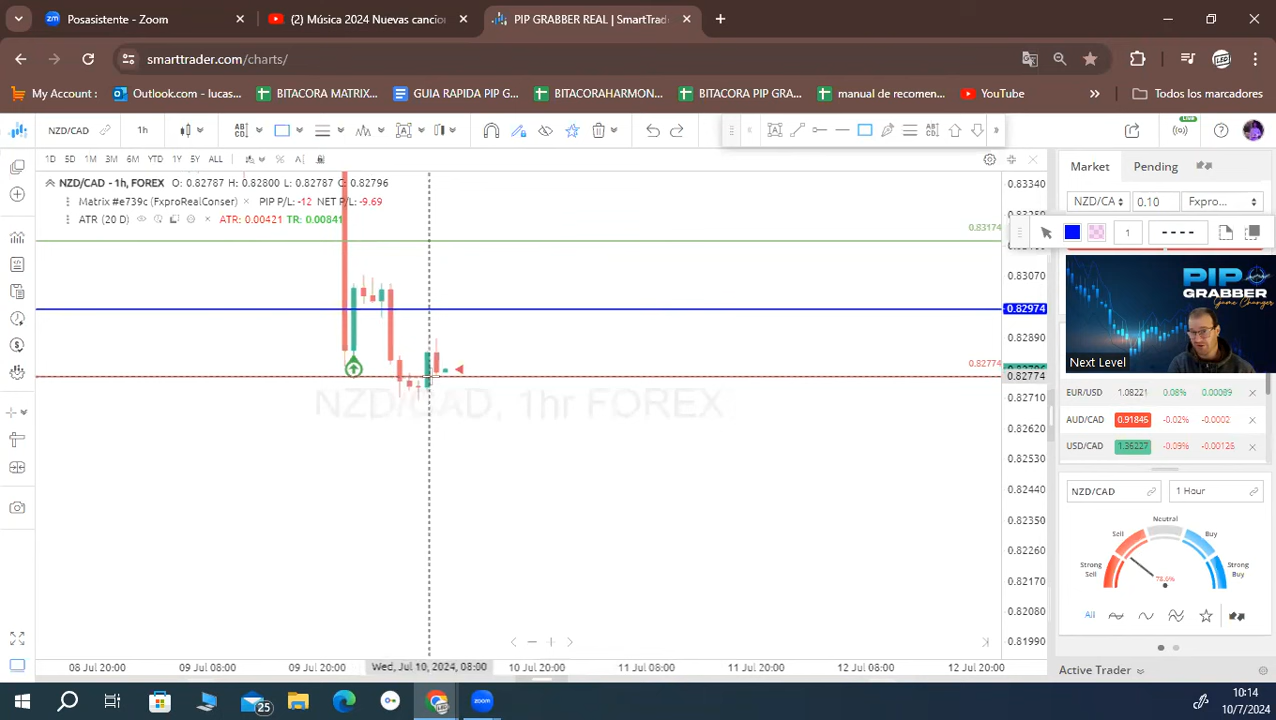 Posasistente - Zoom
(2) Música 2024 Nuevas cancion
PIP GRABBER REAL | SmartTrad
smarttrader.com/charts/
My Account :
Outlook.com - lucas...
BITACORA MATRIX...
GUIA RAPIDA PIP G...
BITACORAHARMON...
BITACORA PIP GRA...
manual de recomen...
YouTube
Todos los marcadores
NZD/CAD
1h
LIVE
1D
5D
1M
3M
6M
YTD
1Y
5Y
ALL
NZD/CAD - 1h, FOREX O: 0.82787 H: 0.82800 L: 0.82787 C: 0.82796
Matrix #e739c (FxproRealConser) × PIP P/L: -12 NET P/L: -9.69
ATR (20 D) ATR: 0.00421 TR: 0.00841
0.83174
0.82774
NZD/CAD, 1hr FOREX
0.83340
0.83070
0.82974
0.82890
0.82774
0.82710
0.82620
0.82530
0.82440
0.82350
0.82260
0.82170
0.82080
0.81990
08 Jul 20:00
09 Jul 08:00
09 Jul 20:00
Wed, Jul 10, 2024, 08:00
10 Jul 20:00
11 Jul 08:00
11 Jul 20:00
12 Jul 08:00
12 Jul 20:00
Market
Pending
NZD/CA
0.10
Fxpro...
1
PIP
GRABBER
Game Changer
Next Level
EUR/USD 1.08221 0.08% 0.00089
AUD/CAD 0.91845 -0.02% -0.0002
USD/CAD 1.36227 -0.09% -0.00126
NZD/CAD
1 Hour
Neutral
Sell
Buy
Strong Sell
Strong Buy
78.0%
All
Active Trader
25
zoom
10:14
10/7/2024